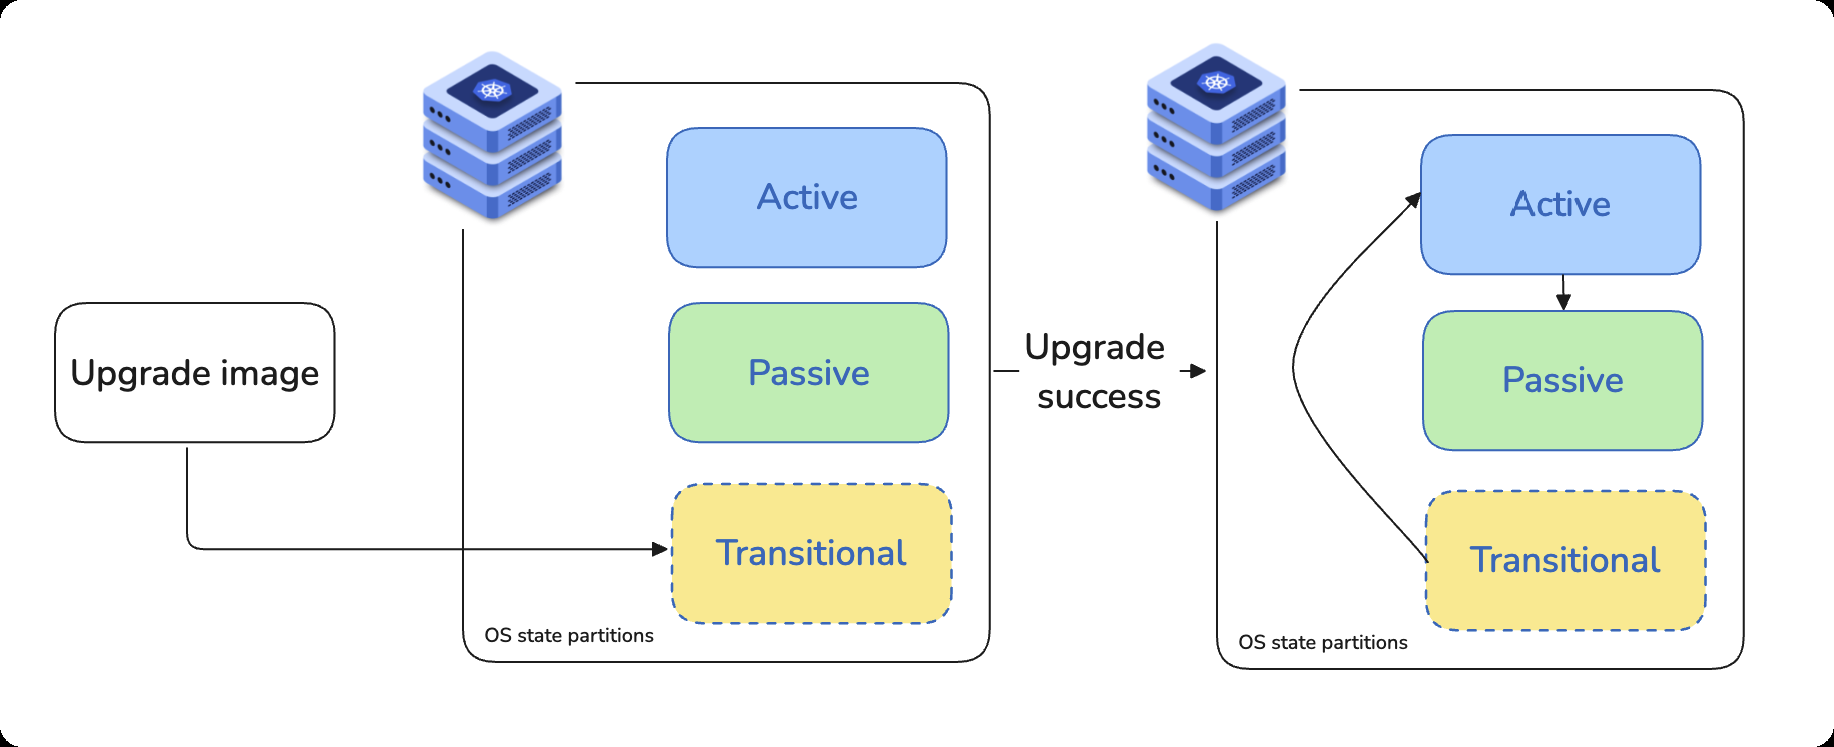 Upgrade image
Active
Passive
Transitional
OS state partitions
Upgrade
success
Active
Passive
Transitional
OS state partitions